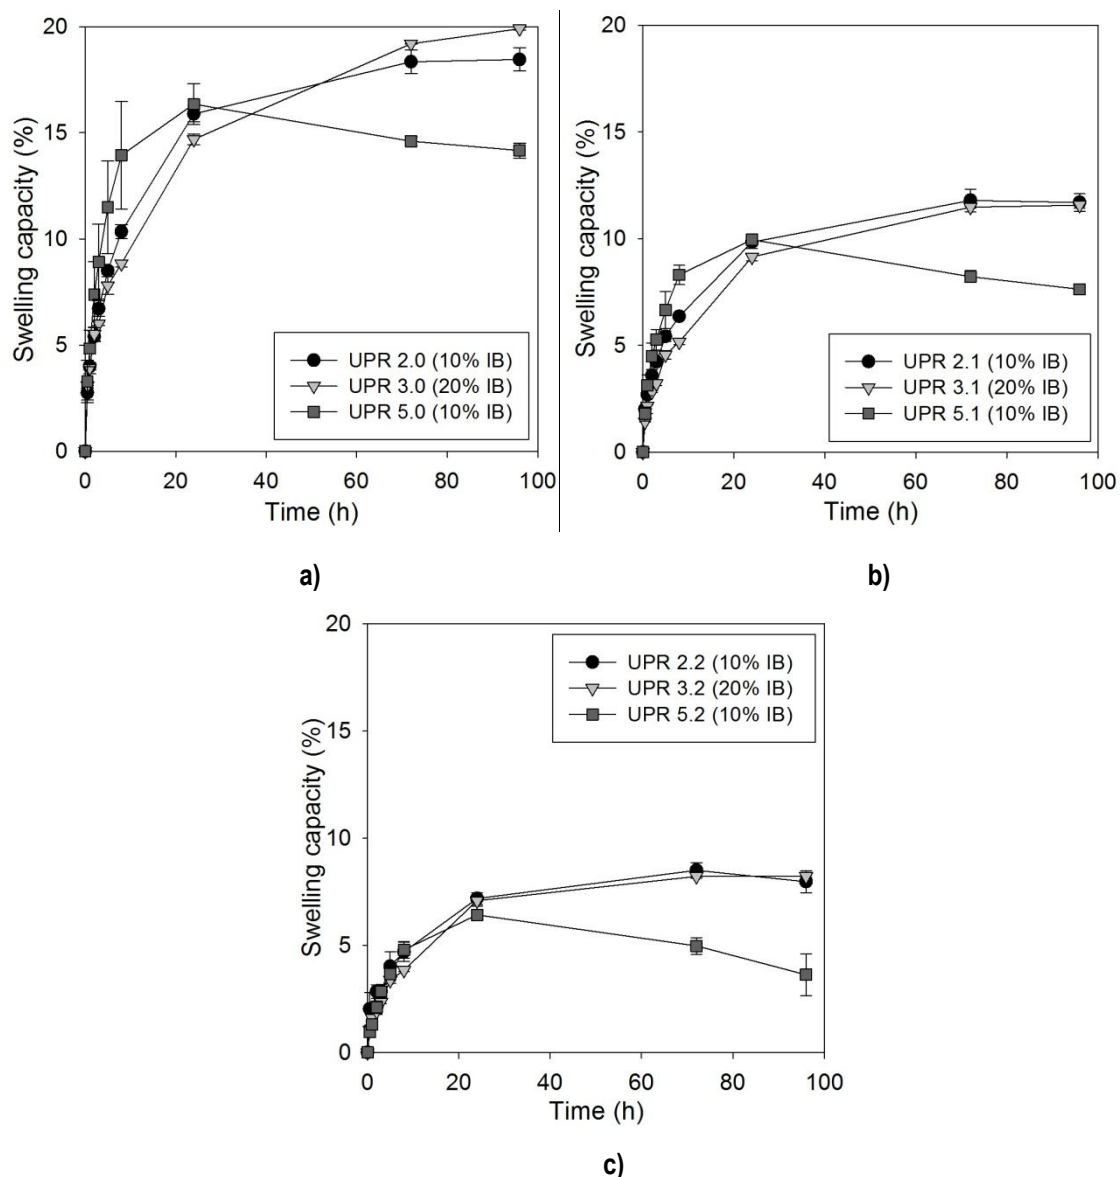 20
15
10
5
0
Swelling capacity (%)
UPR 2.0 (10% IB)
UPR 3.0 (20% IB)
UPR 5.0 (10% IB)
0 20 40 60 80 100
Time (h)
a)
20
15
10
5
0
Swelling capacity (%)
UPR 2.1 (10% IB)
UPR 3.1 (20% IB)
UPR 5.1 (10% IB)
0 20 40 60 80 100
Time (h)
b)
20
15
10
5
0
Swelling capacity (%)
UPR 2.2 (10% IB)
UPR 3.2 (20% IB)
UPR 5.2 (10% IB)
0 20 40 60 80 100
Time (h)
c)